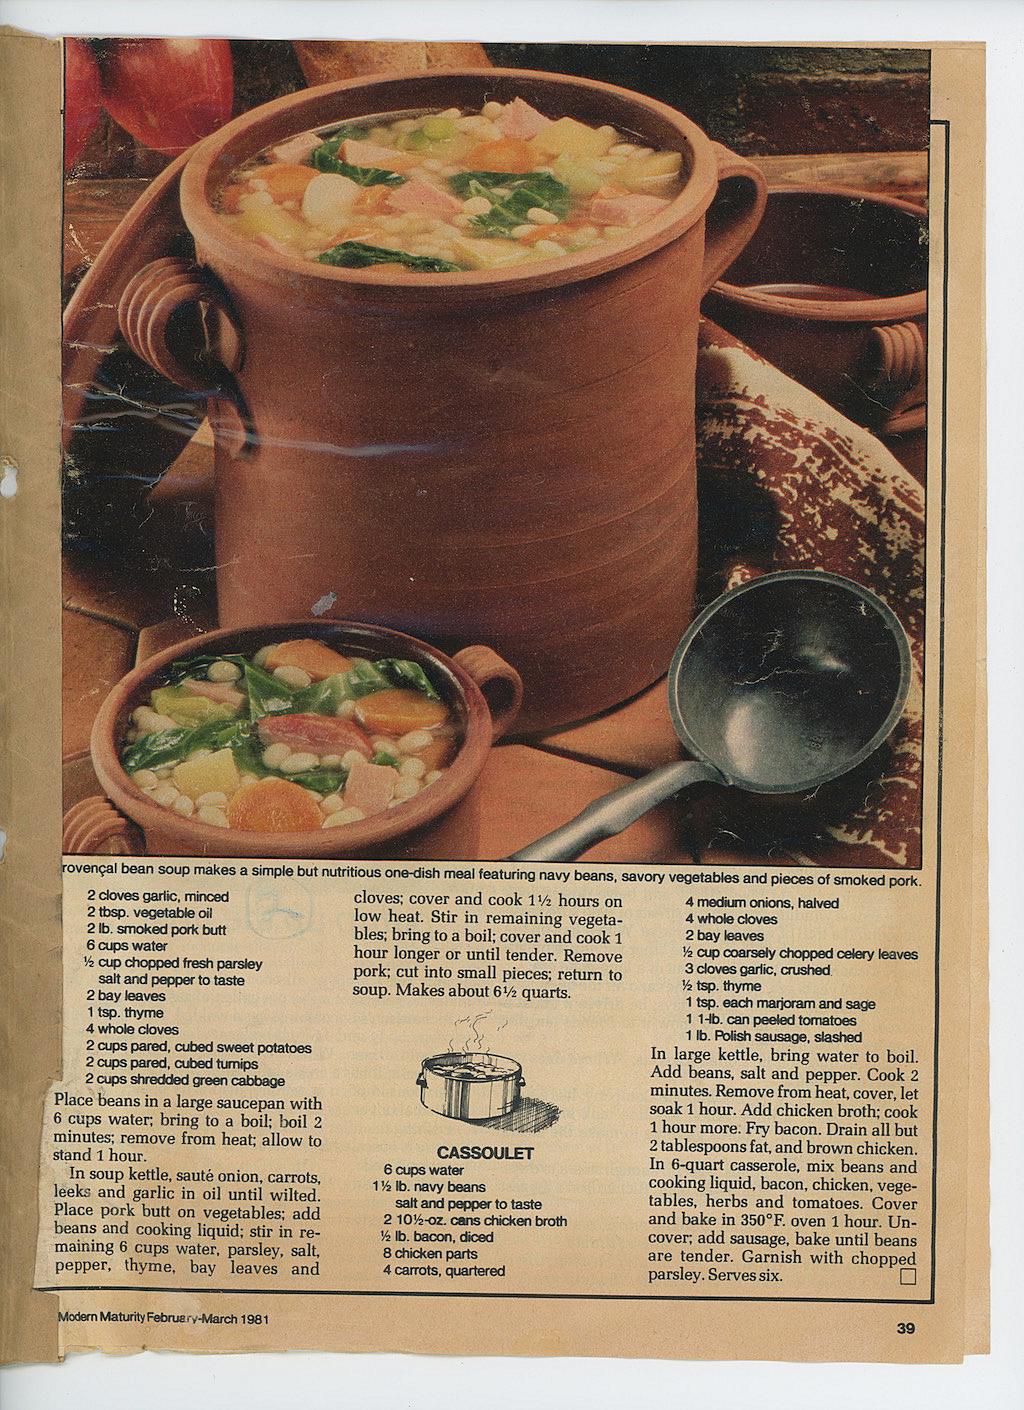 rovençal bean soup makes a simple but nutritious one-dish meal featuring navy beans, savory vegetables and pieces of smoked pork.
2 cloves garlic, minced
2 tbsp. vegetable oil
2 lb. smoked pork butt
6 cups water
½ cup chopped fresh parsley
salt and pepper to taste
2 bay leaves
1 tsp. thyme
4 whole cloves
2 cups pared, cubed sweet potatoes
2 cups pared, cubed turnips
2 cups shredded green cabbage
Place beans in a large saucepan with
6 cups water; bring to a boil; boil 2
minutes; remove from heat; allow to
stand 1 hour.
In soup kettle, sauté onion, carrots,
leeks and garlic in oil until wilted.
Place pork butt on vegetables; add
beans and cooking liquid; stir in re-
maining 6 cups water, parsley, salt,
pepper, thyme, bay leaves and
cloves; cover and cook 1½ hours on
low heat. Stir in remaining vegeta-
bles; bring to a boil; cover and cook 1
hour longer or until tender. Remove
pork; cut into small pieces; return to
soup. Makes about 6½ quarts.
CASSOULET
6 cups water
1½ lb. navy beans
salt and pepper to taste
2 10½-oz. cans chicken broth
½ lb. bacon, diced
8 chicken parts
4 carrots, quartered
4 medium onions, halved
4 whole cloves
2 bay leaves
½ cup coarsely chopped celery leaves
3 cloves garlic, crushed
½ tsp. thyme
1 tsp. each marjoram and sage
1 1-lb. can peeled tomatoes
1 lb. Polish sausage, slashed
In large kettle, bring water to boil.
Add beans, salt and pepper. Cook 2
minutes. Remove from heat, cover, let
soak 1 hour. Add chicken broth; cook
1 hour more. Fry bacon. Drain all but
2 tablespoons fat, and brown chicken.
In 6-quart casserole, mix beans and
cooking liquid, bacon, chicken, vege-
tables, herbs and tomatoes. Cover
and bake in 350°F. oven 1 hour. Un-
cover; add sausage, bake until beans
are tender. Garnish with chopped
parsley. Serves six.
Modern Maturity February-March 1981
39